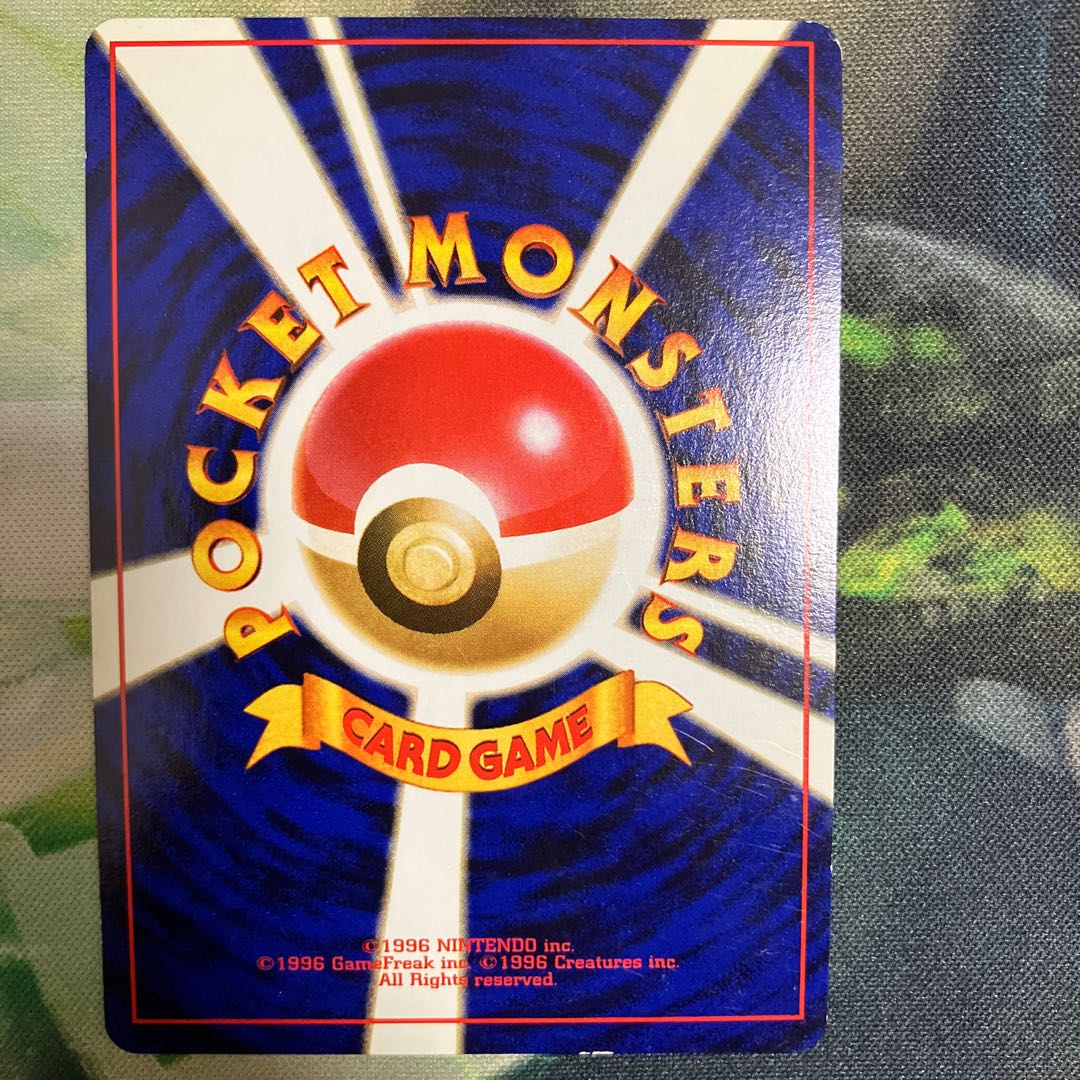 POCKET MONSTERS
CARD GAME
©1996 NINTENDO inc.
©1996 GameFreak inc. ©1996 Creatures inc.
All Rights reserved.